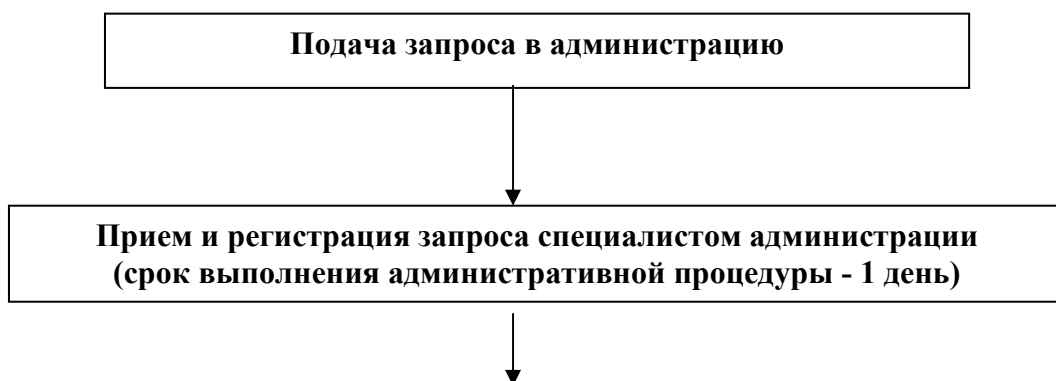 Подача запроса в администрацию
Прием и регистрация запроса специалистом администрации
(срок выполнения административной процедуры - 1 день)